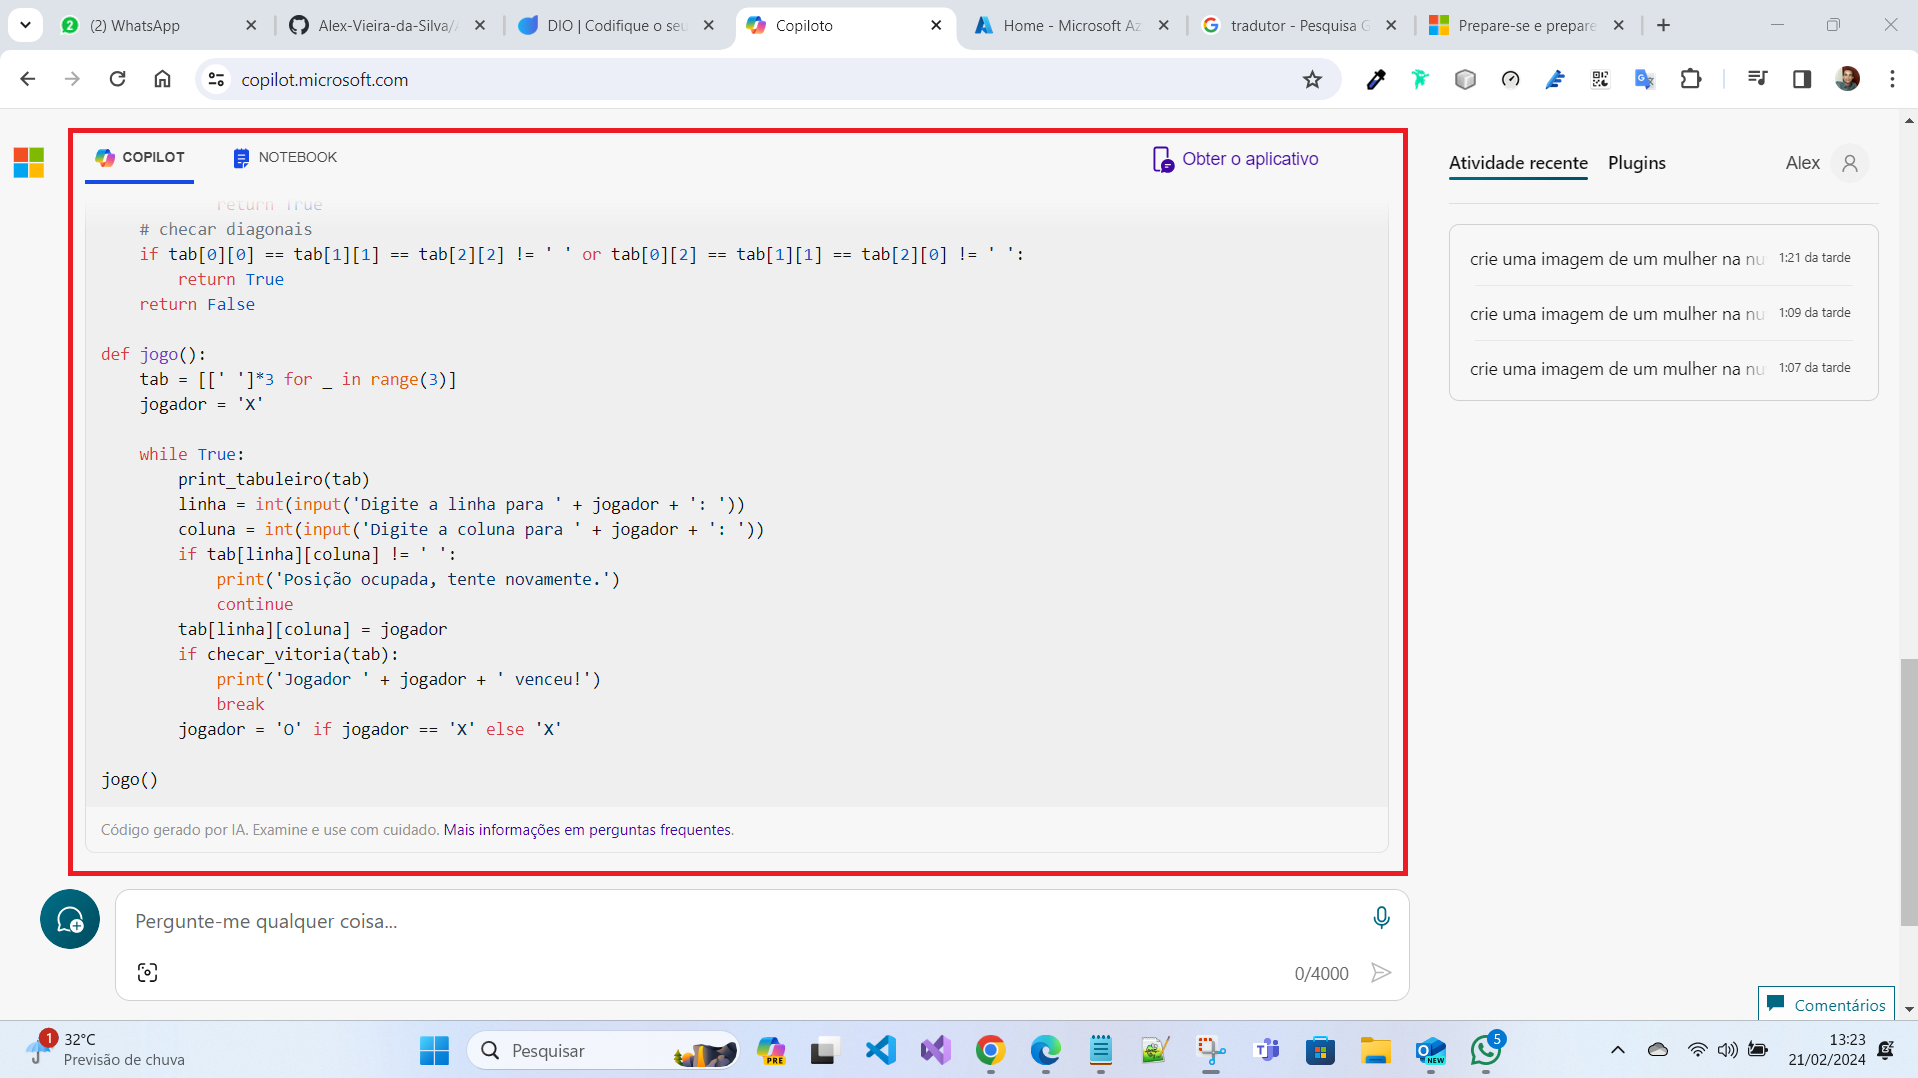 (2) WhatsApp
Alex-Vieira-da-Silva/
DIO | Codifique o seu
Copiloto
Home - Microsoft Az
tradutor - Pesquisa G
Prepare-se e prepare
copilot.microsoft.com
COPILOT
NOTEBOOK
Obter o aplicativo
Atividade recente
Plugins
Alex
return True
# checar diagonais
if tab[0][0] == tab[1][1] == tab[2][2] != ' ' or tab[0][2] == tab[1][1] == tab[2][0] != ' ':
return True
return False
def jogo():
tab = [[' ']*3 for _ in range(3)]
jogador = 'X'
while True:
print_tabuleiro(tab)
linha = int(input('Digite a linha para ' + jogador + ': '))
coluna = int(input('Digite a coluna para ' + jogador + ': '))
if tab[linha][coluna] != ' ':
print('Posição ocupada, tente novamente.')
continue
tab[linha][coluna] = jogador
if checar_vitoria(tab):
print('Jogador ' + jogador + ' venceu!')
break
jogador = 'O' if jogador == 'X' else 'X'
jogo()
Código gerado por IA. Examine e use com cuidado. Mais informações em perguntas frequentes.
crie uma imagem de um mulher na nu 1:21 da tarde
crie uma imagem de um mulher na nu 1:09 da tarde
crie uma imagem de um mulher na nu 1:07 da tarde
Pergunte-me qualquer coisa...
0/4000
Comentários
1
32°C
Previsão de chuva
Pesquisar
PRE
NEW
5
13:23
21/02/2024